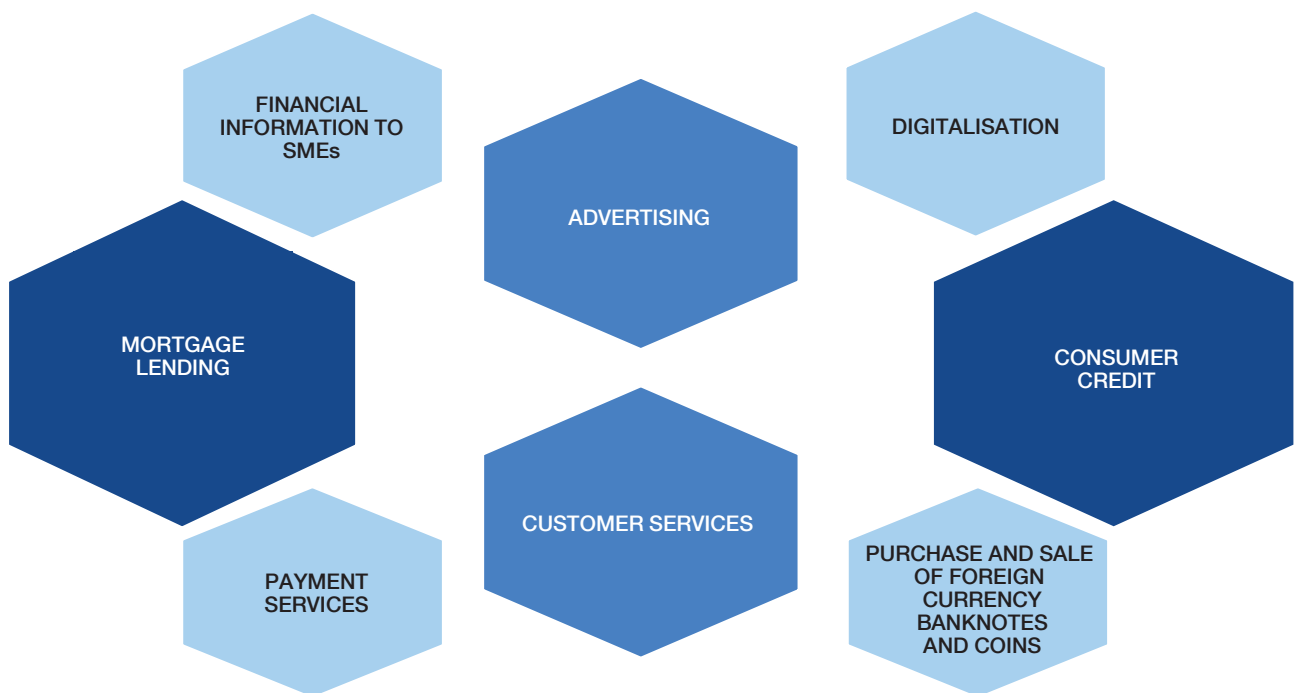 FINANCIAL
INFORMATION TO
SMEs
DIGITALISATION
ADVERTISING
MORTGAGE
LENDING
CONSUMER
CREDIT
CUSTOMER SERVICES
PAYMENT
SERVICES
PURCHASE AND SALE
OF FOREIGN
CURRENCY
BANKNOTES
AND COINS